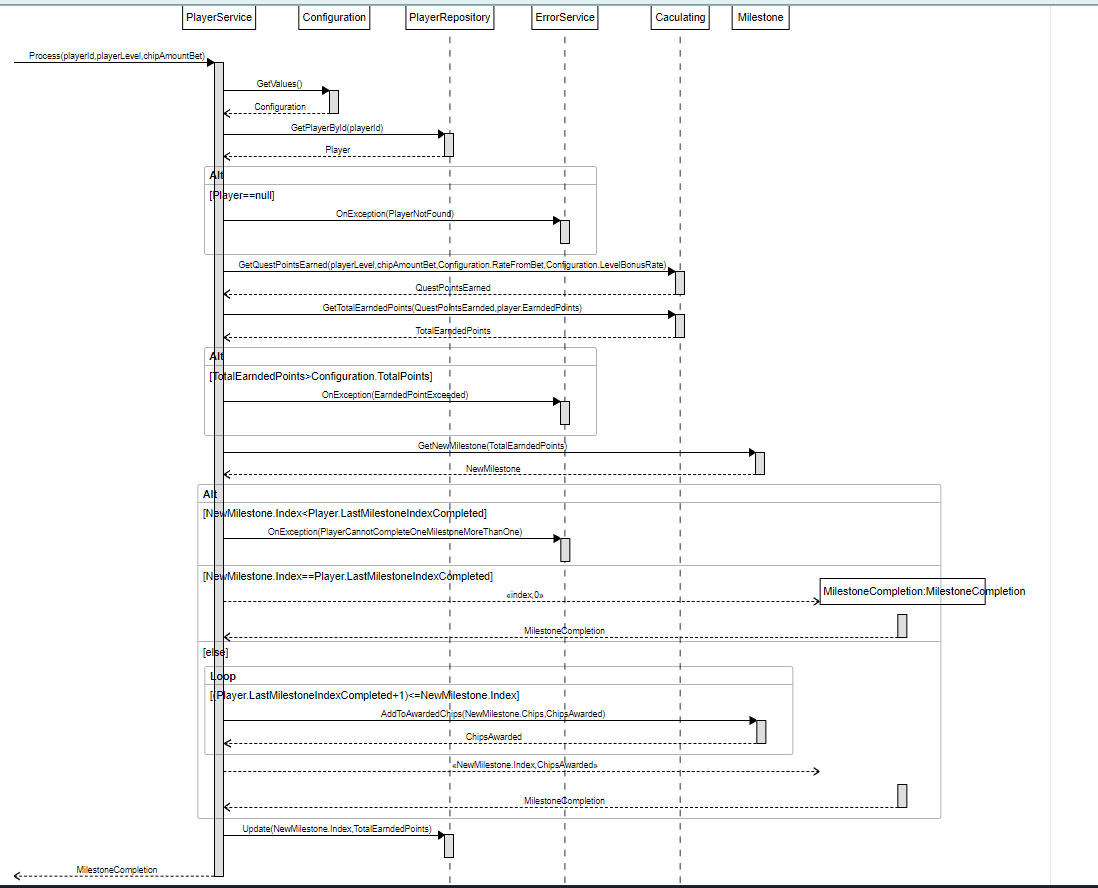 PlayerService
Configuration
PlayerRepository
ErrorService
Caculating
Milestone
Process(playerId,playerLevel,chipAmountBet)
GetValues()
Configuration
GetPlayerById(playerId)
Player
Alt
[Player==null]
OnException(PlayerNotFound)
GetQuestPointsEarned(playerLevel,chipAmountBet,Configuration.RateFromBet,Configuration.LevelBonusRate)
QuestPointsEarned
GetTotalEarndedPoints(QuestPointsEarnded,player.EarndedPoints)
TotalEarndedPoints
Alt
[TotalEarndedPoints>Configuration.TotalPoints]
OnException(EarndedPointExceeded)
GetNewMilestone(TotalEarndedPoints)
NewMilestone
Alt
[NewMilestone.Index<Player.LastMilestoneIndexCompleted]
OnException(PlayerCannotCompleteOneMilestoneMoreThanOne)
[NewMilestone.Index==Player.LastMilestoneIndexCompleted]
MilestoneCompletion:MilestoneCompletion
«index,0»
MilestoneCompletion
[else]
Loop
[(Player.LastMilestoneIndexCompleted+1)<=NewMilestone.Index]
AddToAwardedChips(NewMilestone.Chips,ChipsAwarded)
ChipsAwarded
«NewMilestone.Index,ChipsAwarded»
MilestoneCompletion
Update(NewMilestone.Index,TotalEarndedPoints)
MilestoneCompletion